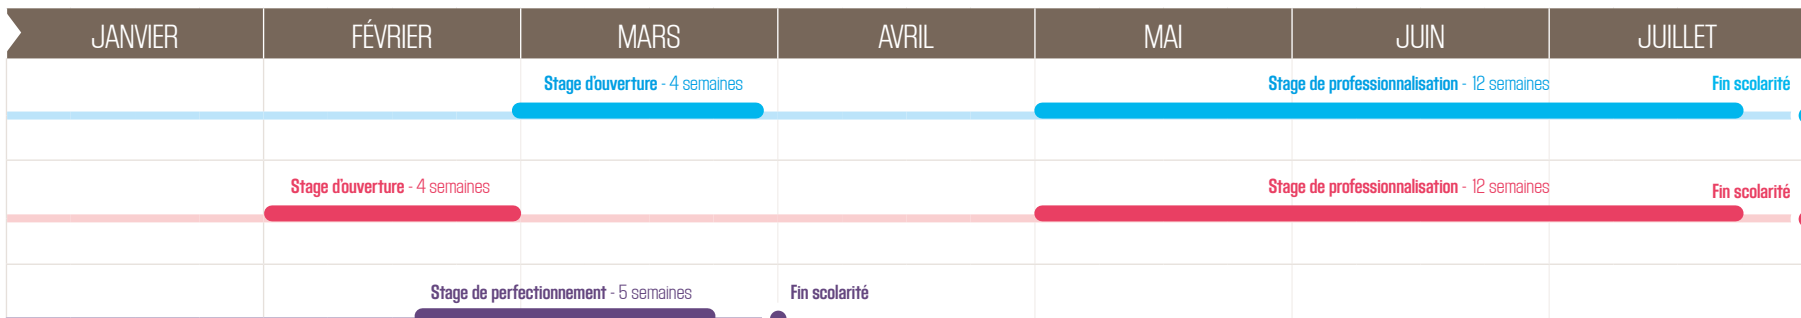 JANVIER FÉVRIER MARS AVRIL MAI JUIN JUILLET
Stage d'ouverture - 4 semaines Stage de professionnalisation - 12 semaines Fin scolarité
Stage d'ouverture - 4 semaines Stage de professionnalisation - 12 semaines Fin scolarité
Stage de perfectionnement - 5 semaines Fin scolarité